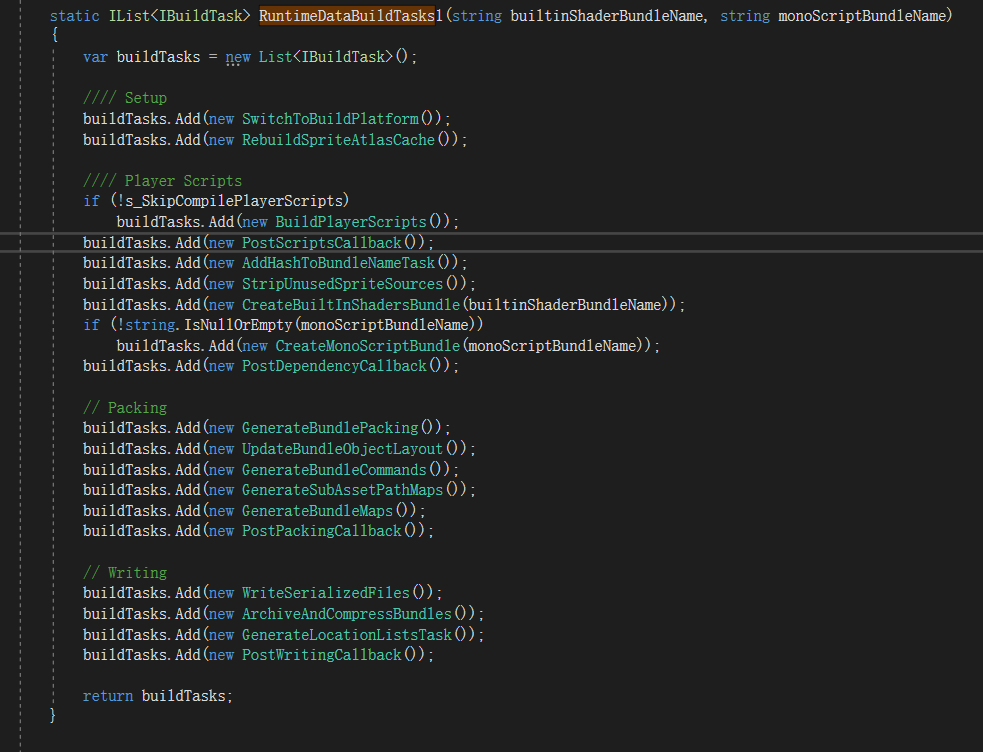 static IList<IBuildTask> RuntimeDataBuildTasks1(string builtinShaderBundleName, string monoScriptBundleName)
{
var buildTasks = new List<IBuildTask>();
//// Setup
buildTasks.Add(new SwitchToBuildPlatform());
buildTasks.Add(new RebuildSpriteAtlasCache());
//// Player Scripts
if (!s_SkipCompilePlayerScripts)
buildTasks.Add(new BuildPlayerScripts());
buildTasks.Add(new PostScriptsCallback());
buildTasks.Add(new AddHashToBundleNameTask());
buildTasks.Add(new StripUnusedSpriteSources());
buildTasks.Add(new CreateBuiltInShadersBundle(builtinShaderBundleName));
if (!string.IsNullOrEmpty(monoScriptBundleName))
buildTasks.Add(new CreateMonoScriptBundle(monoScriptBundleName));
buildTasks.Add(new PostDependencyCallback());
// Packing
buildTasks.Add(new GenerateBundlePacking());
buildTasks.Add(new UpdateBundleObjectLayout());
buildTasks.Add(new GenerateBundleCommands());
buildTasks.Add(new GenerateSubAssetPathMaps());
buildTasks.Add(new GenerateBundleMaps());
buildTasks.Add(new PostPackingCallback());
// Writing
buildTasks.Add(new WriteSerializedFiles());
buildTasks.Add(new ArchiveAndCompressBundles());
buildTasks.Add(new GenerateLocationListsTask());
buildTasks.Add(new PostWritingCallback());
return buildTasks;
}